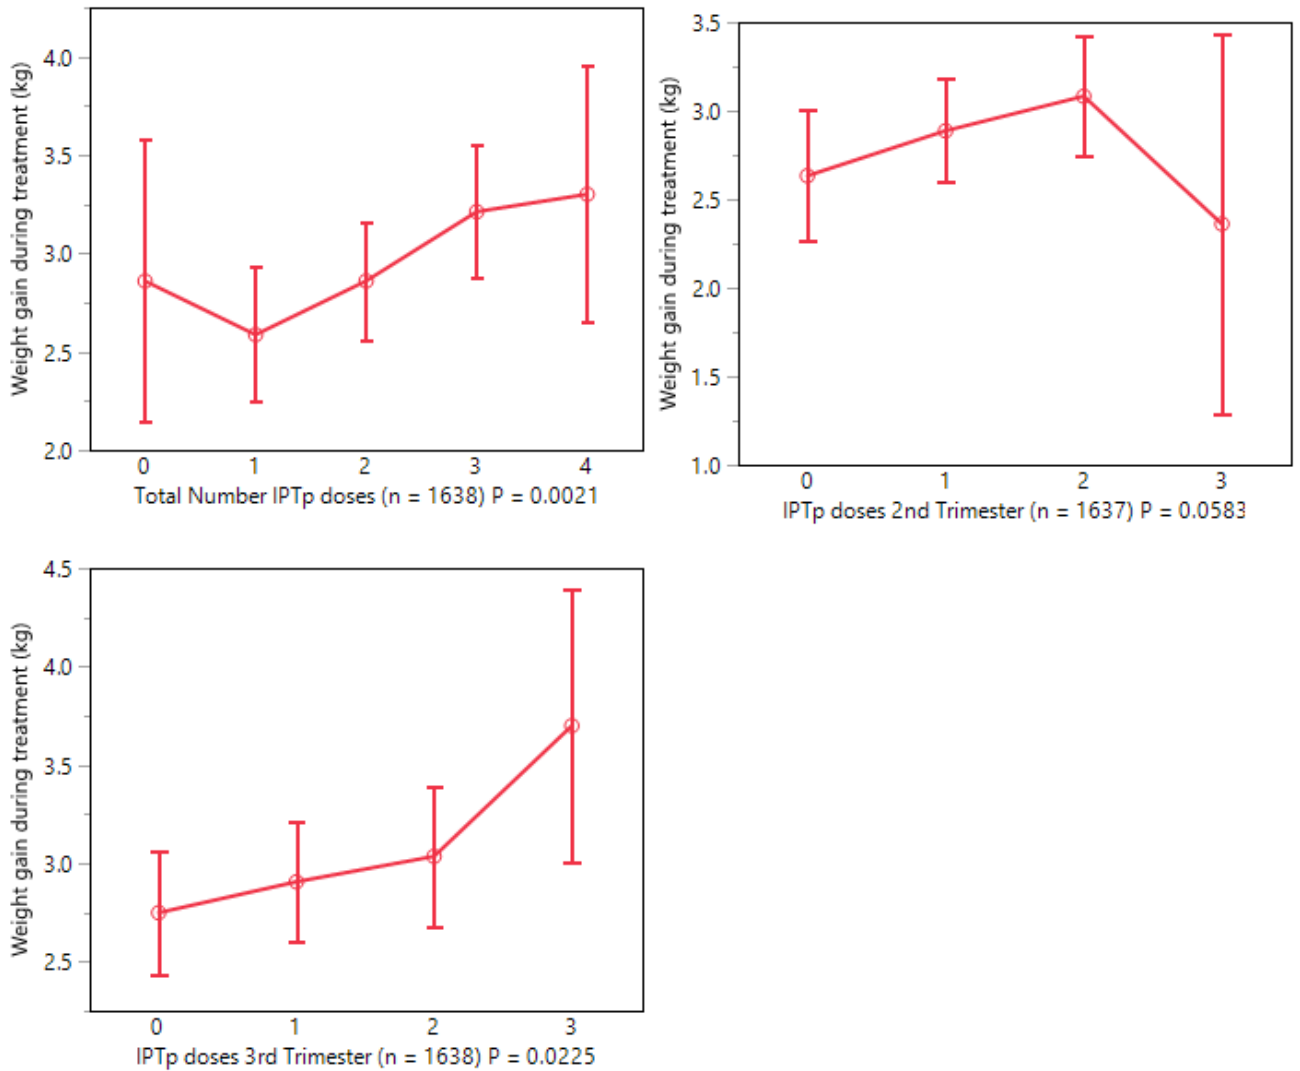 Weight gain during treatment (kg)
4.0
3.5
3.0
2.5
2.0
0 1 2 3 4
Total Number IPTp doses (n = 1638) P = 0.0021
Weight gain during treatment (kg)
3.5
3.0
2.5
2.0
1.5
1.0
0 1 2 3
IPTp doses 2nd Trimester (n = 1637) P = 0.0583
Weight gain during treatment (kg)
4.5
4.0
3.5
3.0
2.5
0 1 2 3
IPTp doses 3rd Trimester (n = 1638) P = 0.0225